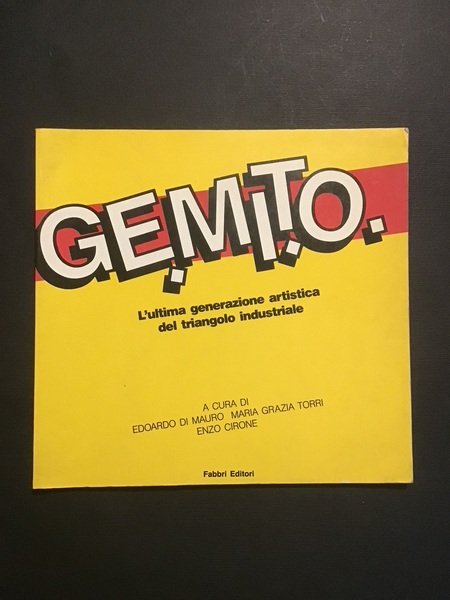 GE.MI.TO.
L'ultima generazione artistica
del triangolo industriale
A CURA DI
EDOARDO DI MAURO MARIA GRAZIA TORRI
ENZO CIRONE
Fabbri Editori